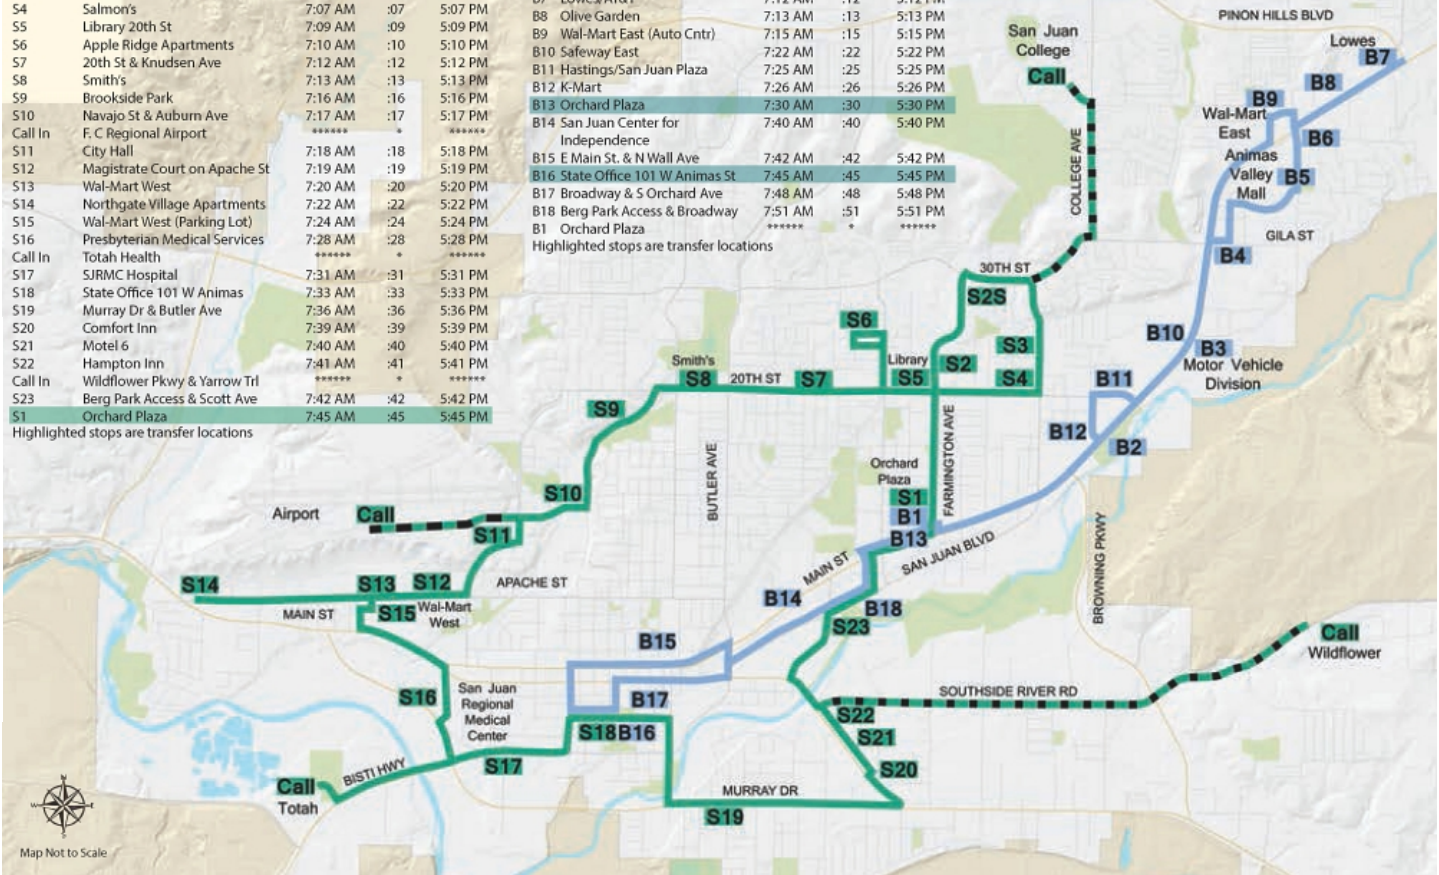 S4 Salmon's 7:07 AM :07 5:07 PM
S5 Library 20th St 7:09 AM :09 5:09 PM
S6 Apple Ridge Apartments 7:10 AM :10 5:10 PM
S7 20th St & Knudsen Ave 7:12 AM :12 5:12 PM
S8 Smith's 7:13 AM :13 5:13 PM
S9 Brookside Park 7:16 AM :16 5:16 PM
S10 Navajo St & Auburn Ave 7:17 AM :17 5:17 PM
Call In F. C Regional Airport ****** * ******
S11 City Hall 7:18 AM :18 5:18 PM
S12 Magistrate Court on Apache St 7:19 AM :19 5:19 PM
S13 Wal-Mart West 7:20 AM :20 5:20 PM
S14 Northgate Village Apartments 7:22 AM :22 5:22 PM
S15 Wal-Mart West (Parking Lot) 7:24 AM :24 5:24 PM
S16 Presbyterian Medical Services 7:28 AM :28 5:28 PM
Call In Totah Health ****** * ******
S17 SJRMC Hospital 7:31 AM :31 5:31 PM
S18 State Office 101 W Animas 7:33 AM :33 5:33 PM
S19 Murray Dr & Butler Ave 7:36 AM :36 5:36 PM
S20 Comfort Inn 7:39 AM :39 5:39 PM
S21 Motel 6 7:40 AM :40 5:40 PM
S22 Hampton Inn 7:41 AM :41 5:41 PM
Call In Wildflower Pkwy & Yarrow Trl ****** * ******
S23 Berg Park Access & Scott Ave 7:42 AM :42 5:42 PM
S1 Orchard Plaza 7:45 AM :45 5:45 PM
Highlighted stops are transfer locations
B7 Lowes/AT&T 7:12 AM :12 5:12 PM
B8 Olive Garden 7:13 AM :13 5:13 PM
B9 Wal-Mart East (Auto Cntr) 7:15 AM :15 5:15 PM
B10 Safeway East 7:22 AM :22 5:22 PM
B11 Hastings/San Juan Plaza 7:25 AM :25 5:25 PM
B12 K-Mart 7:26 AM :26 5:26 PM
B13 Orchard Plaza 7:30 AM :30 5:30 PM
B14 San Juan Center for 7:40 AM :40 5:40 PM
Independence
B15 E Main St. & N Wall Ave 7:42 AM :42 5:42 PM
B16 State Office 101 W Animas St 7:45 AM :45 5:45 PM
B17 Broadway & S Orchard Ave 7:48 AM :48 5:48 PM
B18 Berg Park Access & Broadway 7:51 AM :51 5:51 PM
B1 Orchard Plaza ****** * ******
Highlighted stops are transfer locations
PINON HILLS BLVD
San Juan
College
Call
Lowes
B7
B8
B9
Wal-Mart
East
B6
Animas
Valley
Mall
B5
COLLEGE AVE
GILA ST
B4
30TH ST
S2S
S6
B10
B3
Motor Vehicle
Division
S3
Smith's
Library
S2
S8
20TH ST
S7
S5
S4
B11
S9
B12
B2
BUTLER AVE
FARMINGTON AVE
Orchard
Plaza
S1
B1
B13
S10
Airport
Call
S11
MAIN ST
SAN JUAN BLVD
BROWNING PKWY
S14
S13
S12
APACHE ST
MAIN ST
S15
Wal-Mart
West
B14
B18
S23
B15
Call
Wildflower
S16
San Juan
Regional
Medical
Center
B17
SOUTHSIDE RIVER RD
S22
S18
B16
S21
S17
S20
BISTI HWY
Call
Totah
MURRAY DR
S19
N
W
E
S
Map Not to Scale